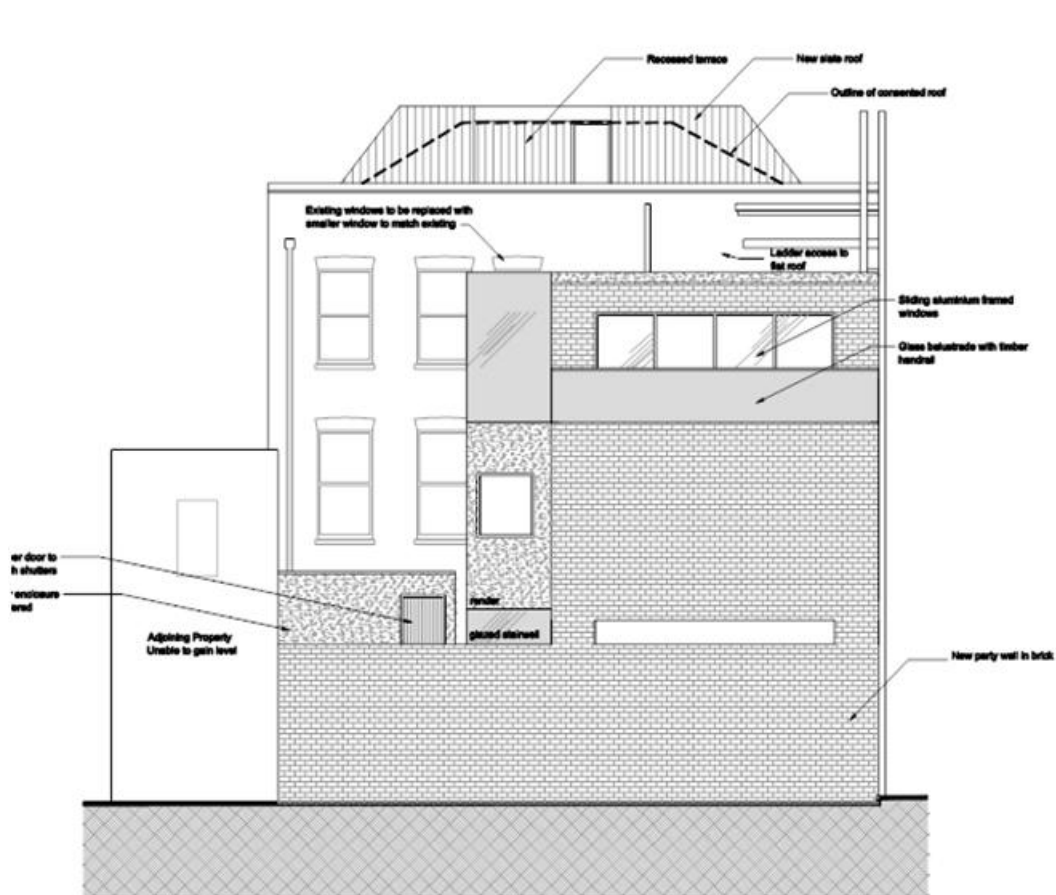 Recessed terrace
New slate roof
Outline of consented roof
Existing windows to be replaced with
smaller window to match existing
Ladder access to
flat roof
Sliding aluminium framed
windows
Glass balustrade with timber
handrail
er door to
h shutters
enclosure
ered
render
glazed stairwell
Adjoining Property
Unable to gain level
New party wall in brick